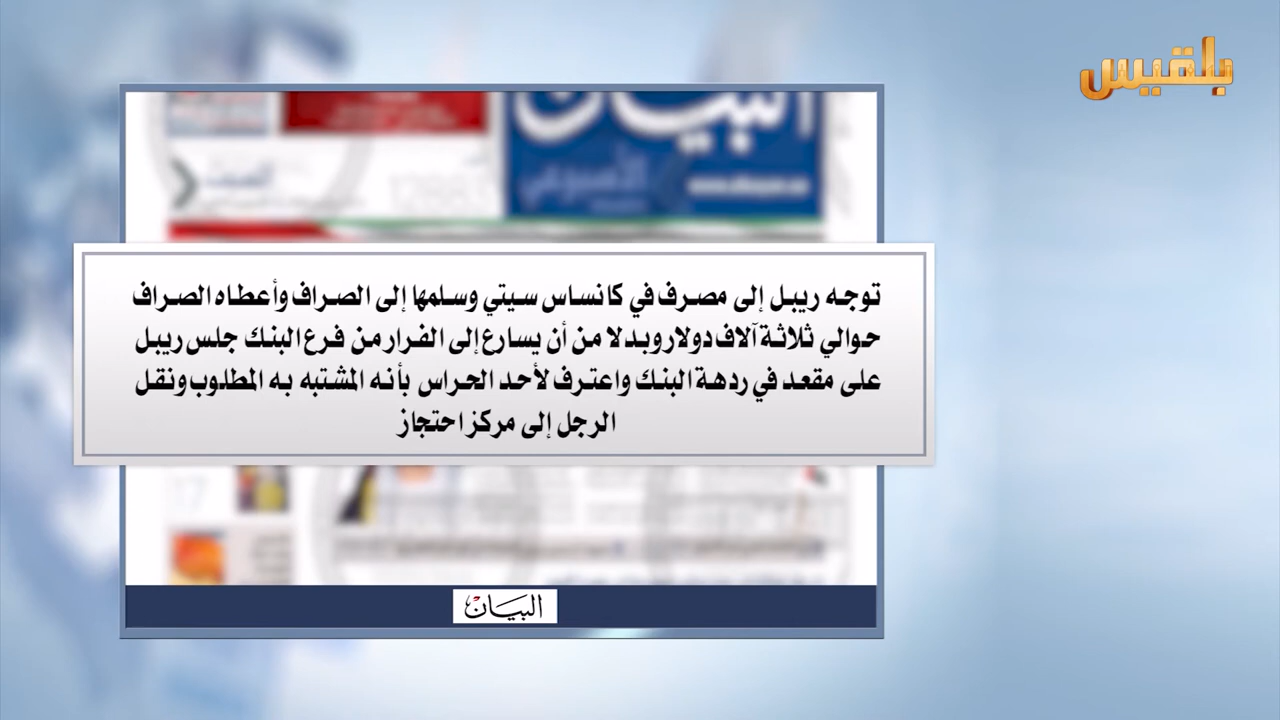 بلقيس
البيان
الأسبوعي
توجه ريبل إلى مصرف في كانساس سيتي وسلمها إلى الصراف وأعطاه الصراف
حوالي ثلاثة آلاف دولار وبدلا من أن يسارع إلى الفرار من فرع البنك جلس ريبل
على مقعد في ردهة البنك واعترف لأحد الحراس بأنه المشتبه به المطلوب ونقل
الرجل إلى مركز احتجاز
البيان